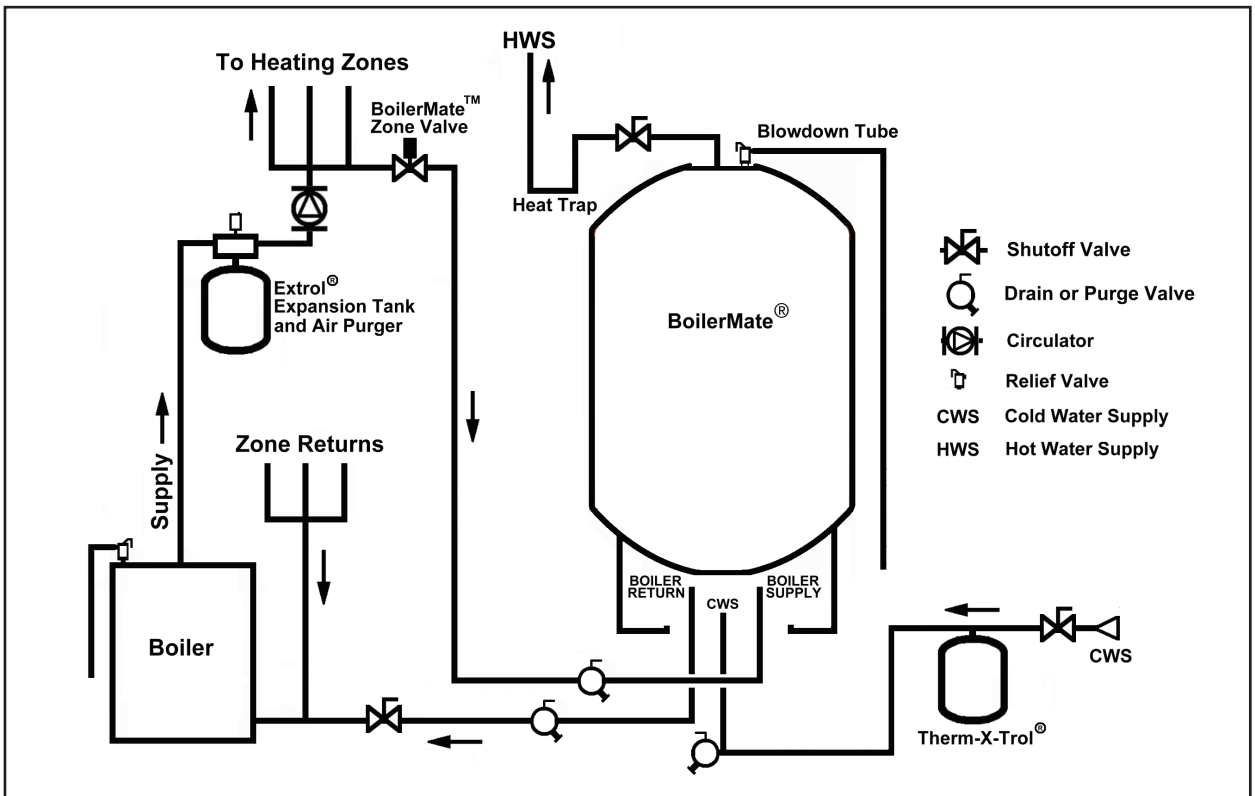 HWS
To Heating Zones
BoilerMate™
Zone Valve
Blowdown Tube
Heat Trap
Extrol®
Expansion Tank
and Air Purger
BoilerMate®
Shutoff Valve
Drain or Purge Valve
Circulator
Relief Valve
CWS Cold Water Supply
HWS Hot Water Supply
Supply
Zone Returns
Boiler
BOILER
RETURN
CWS
BOILER
SUPPLY
CWS
Therm-X-Trol®